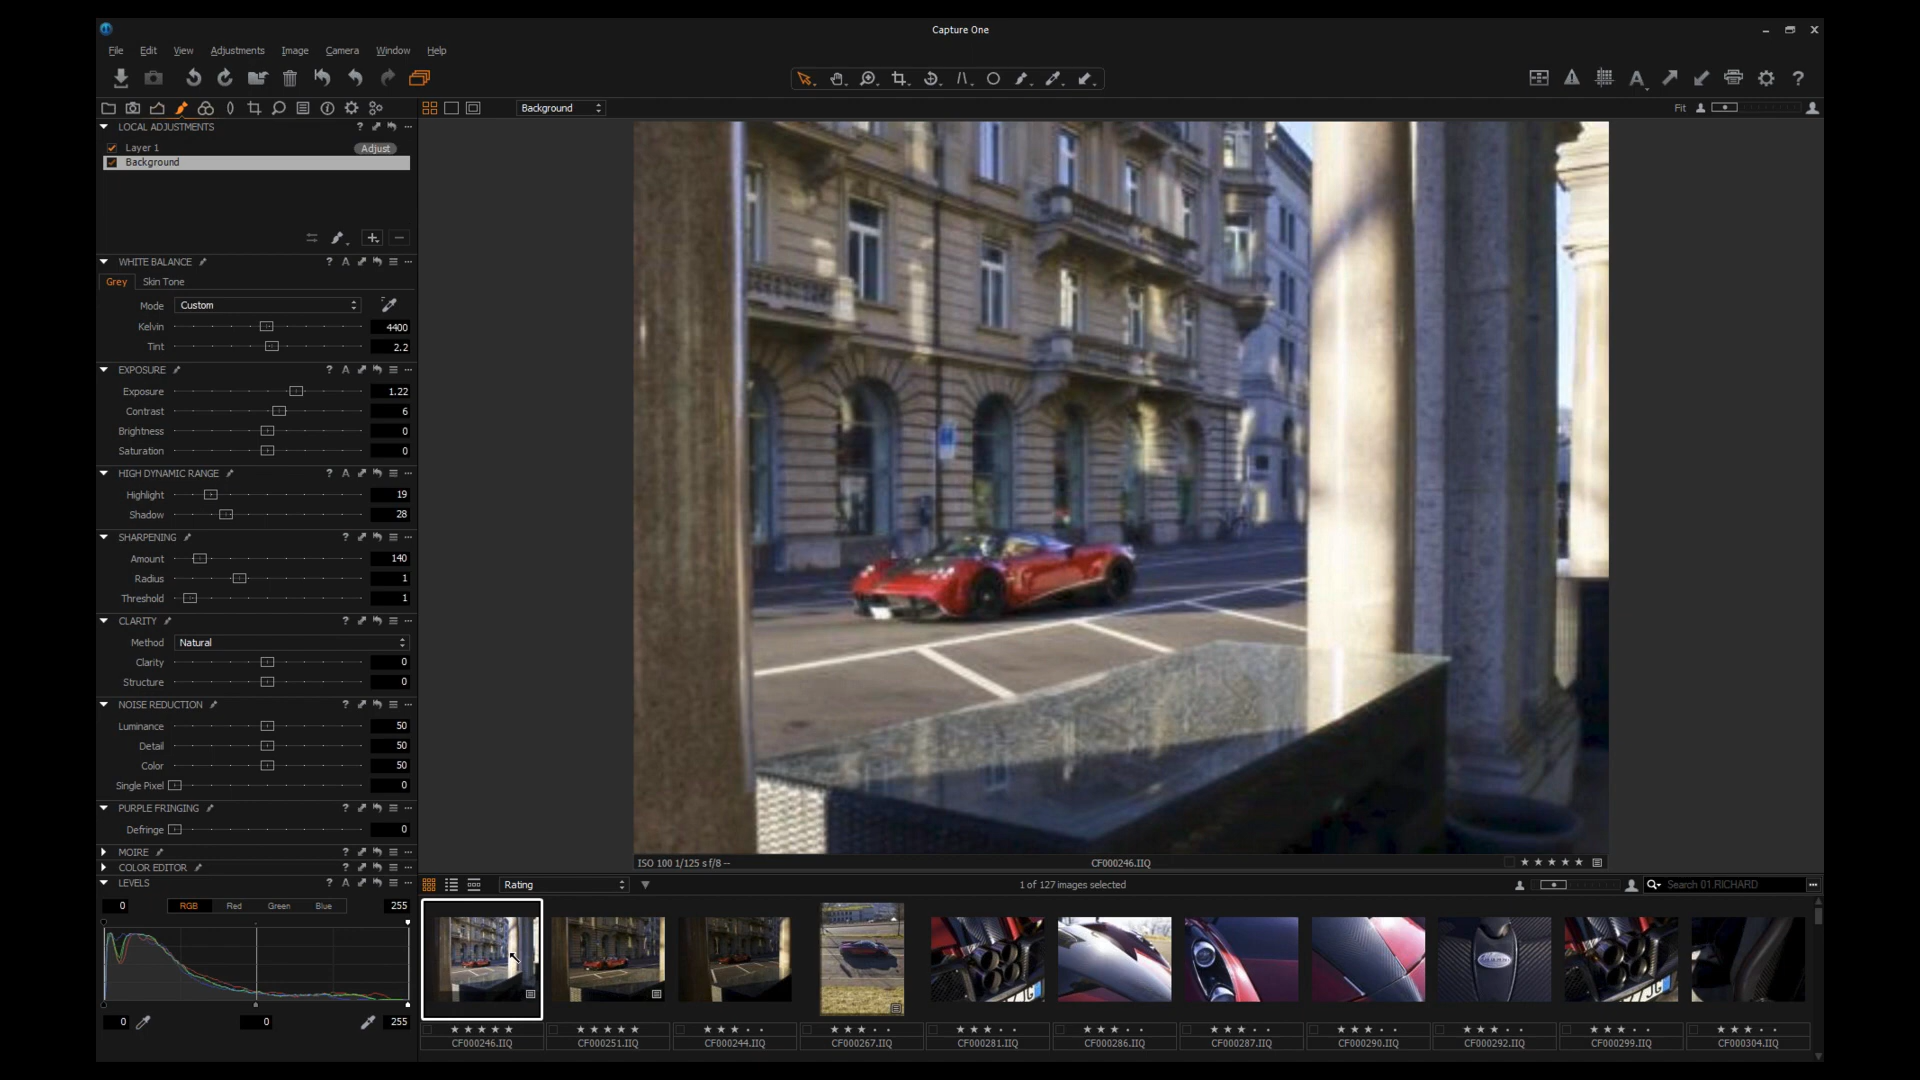 Capture One
File Edit View Adjustments Image Camera Window Help
Background
Fit
LOCAL ADJUSTMENTS
Layer 1 Adjust
Background
WHITE BALANCE
Grey Skin Tone
Mode Custom
Kelvin 4400
Tint 2.2
EXPOSURE
Exposure 1.22
Contrast 6
Brightness 0
Saturation 0
HIGH DYNAMIC RANGE
Highlight 19
Shadow 28
SHARPENING
Amount 140
Radius 1
Threshold 1
CLARITY
Method Natural
Clarity 0
Structure 0
NOISE REDUCTION
Luminance 50
Detail 50
Color 50
Single Pixel 0
PURPLE FRINGING
Defringe 0
MOIRE
COLOR EDITOR
LEVELS
0 RGB Red Green Blue 255
0 0 255
ISO 100 1/125 s f/8 -- CF000246.IIQ
Rating 1 of 127 images selected Search 01.RICHARD
CF000246.IIQ CF000251.IIQ CF000244.IIQ CF000267.IIQ CF000281.IIQ CF000286.IIQ CF000287.IIQ CF000290.IIQ CF000292.IIQ CF000299.IIQ CF000304.IIQ